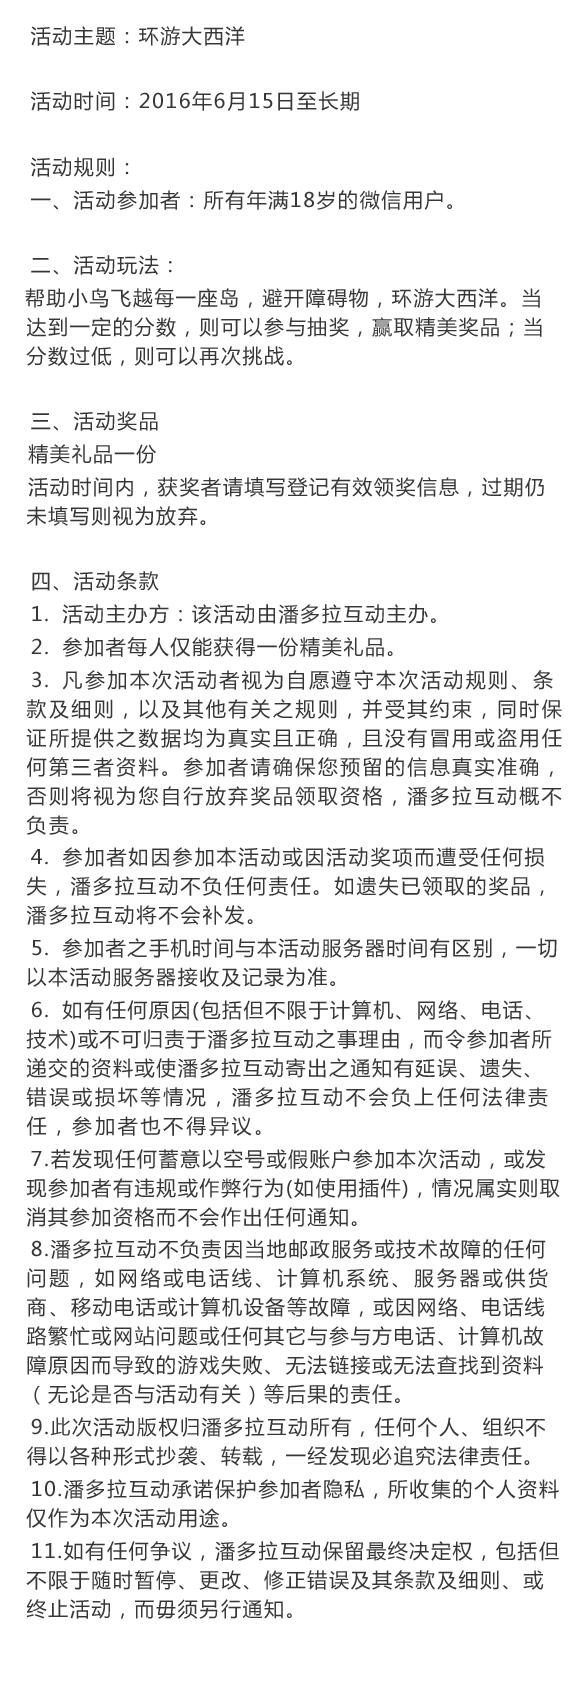 活动主题：环游大西洋
活动时间：2016年6月15日至长期
活动规则：
一、活动参加者：所有年满18岁的微信用户。
二、活动玩法：
帮助小鸟飞越每一座岛，避开障碍物，环游大西洋。当
达到一定的分数，则可以参与抽奖，赢取精美奖品；当
分数过低，则可以再次挑战。
三、活动奖品
精美礼品一份
活动时间内，获奖者请填写登记有效领奖信息，过期仍
未填写则视为放弃。
四、活动条款
1. 活动主办方：该活动由潘多拉互动主办。
2. 参加者每人仅能获得一份精美礼品。
3. 凡参加本次活动者视为自愿遵守本次活动规则、条
款及细则，以及其他有关之规则，并受其约束，同时保
证所提供之数据均为真实且正确，且没有冒用或盗用任
何第三者资料。参加者请确保您预留的信息真实准确，
否则将视为您自行放弃奖品领取资格，潘多拉互动概不
负责。
4. 参加者如因参加本活动或因活动奖项而遭受任何损
失，潘多拉互动不负任何责任。如遗失已领取的奖品，
潘多拉互动将不会补发。
5. 参加者之手机时间与本活动服务器时间有区别，一切
以本活动服务器接收及记录为准。
6. 如有任何原因(包括但不限于计算机、网络、电话、
技术)或不可归责于潘多拉互动之事理由，而令参加者所
递交的资料或使潘多拉互动寄出之通知有延误、遗失、
错误或损坏等情况，潘多拉互动不会负上任何法律责
任，参加者也不得异议。
7.若发现任何蓄意以空号或假账户参加本次活动，或发
现参加者有违规或作弊行为(如使用插件)，情况属实则取
消其参加资格而不会作出任何通知。
8.潘多拉互动不负责因当地邮政服务或技术故障的任何
问题，如网络或电话线、计算机系统、服务器或供货
商、移动电话或计算机设备等故障，或因网络、电话线
路繁忙或网站问题或任何其它与参与方电话、计算机故
障原因而导致的游戏失败、无法链接或无法查找到资料
（无论是否与活动有关）等后果的责任。
9.此次活动版权归潘多拉互动所有，任何个人、组织不
得以各种形式抄袭、转载，一经发现必追究法律责任。
10.潘多拉互动承诺保护参加者隐私，所收集的个人资料
仅作为本次活动用途。
11.如有任何争议，潘多拉互动保留最终决定权，包括但
不限于随时暂停、更改、修正错误及其条款及细则、或
终止活动，而毋须另行通知。